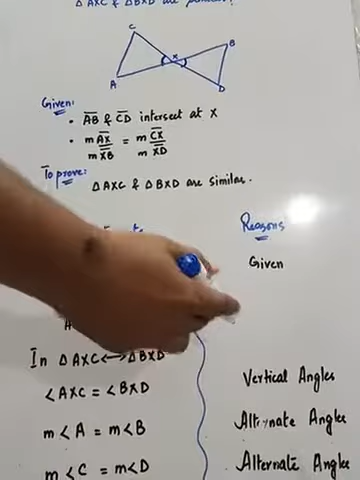 Δ AXC & Δ BXD are
C
B
X
A
D
Given:
• AB & CD intersect at X
• mAX = mCX
mXB mXD
To prove:
Δ AXC & Δ BXD are similar.
Reasons
Given
In Δ AXC ↔ Δ BXD
<AXC = <BXD Vertical Angles
m<A = m<B Alternate Angles
m<C = m<D Alternate Angles